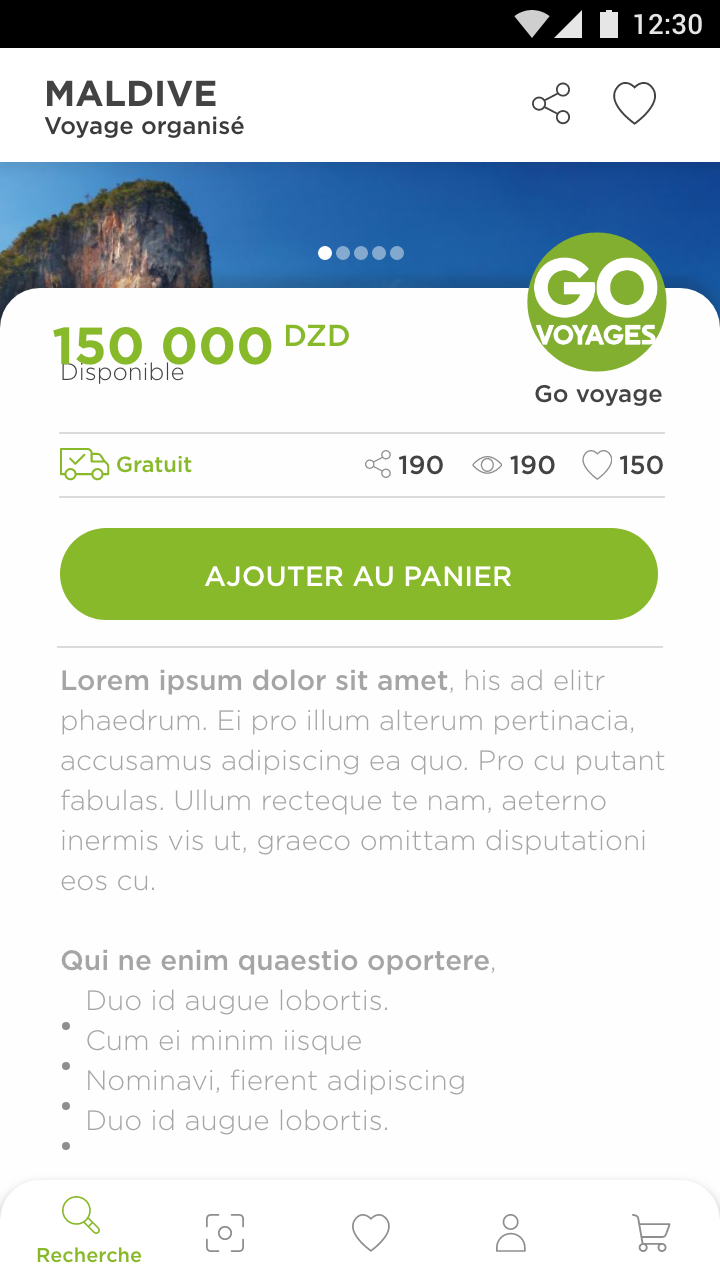 12:30
MALDIVE
Voyage organisé
GO
VOYAGES
150 000 DZD
Disponible
Go voyage
Gratuit
190
190
150
AJOUTER AU PANIER
Lorem ipsum dolor sit amet, his ad elitr
phaedrum. Ei pro illum alterum pertinacia,
accusamus adipiscing ea quo. Pro cu putant
fabulas. Ullum recteque te nam, aeterno
inermis vis ut, graeco omittam disputationi
eos cu.
Qui ne enim quaestio oportere,
Duo id augue lobortis.
Cum ei minim iisque
Nominavi, fierent adipiscing
Duo id augue lobortis.
Recherche